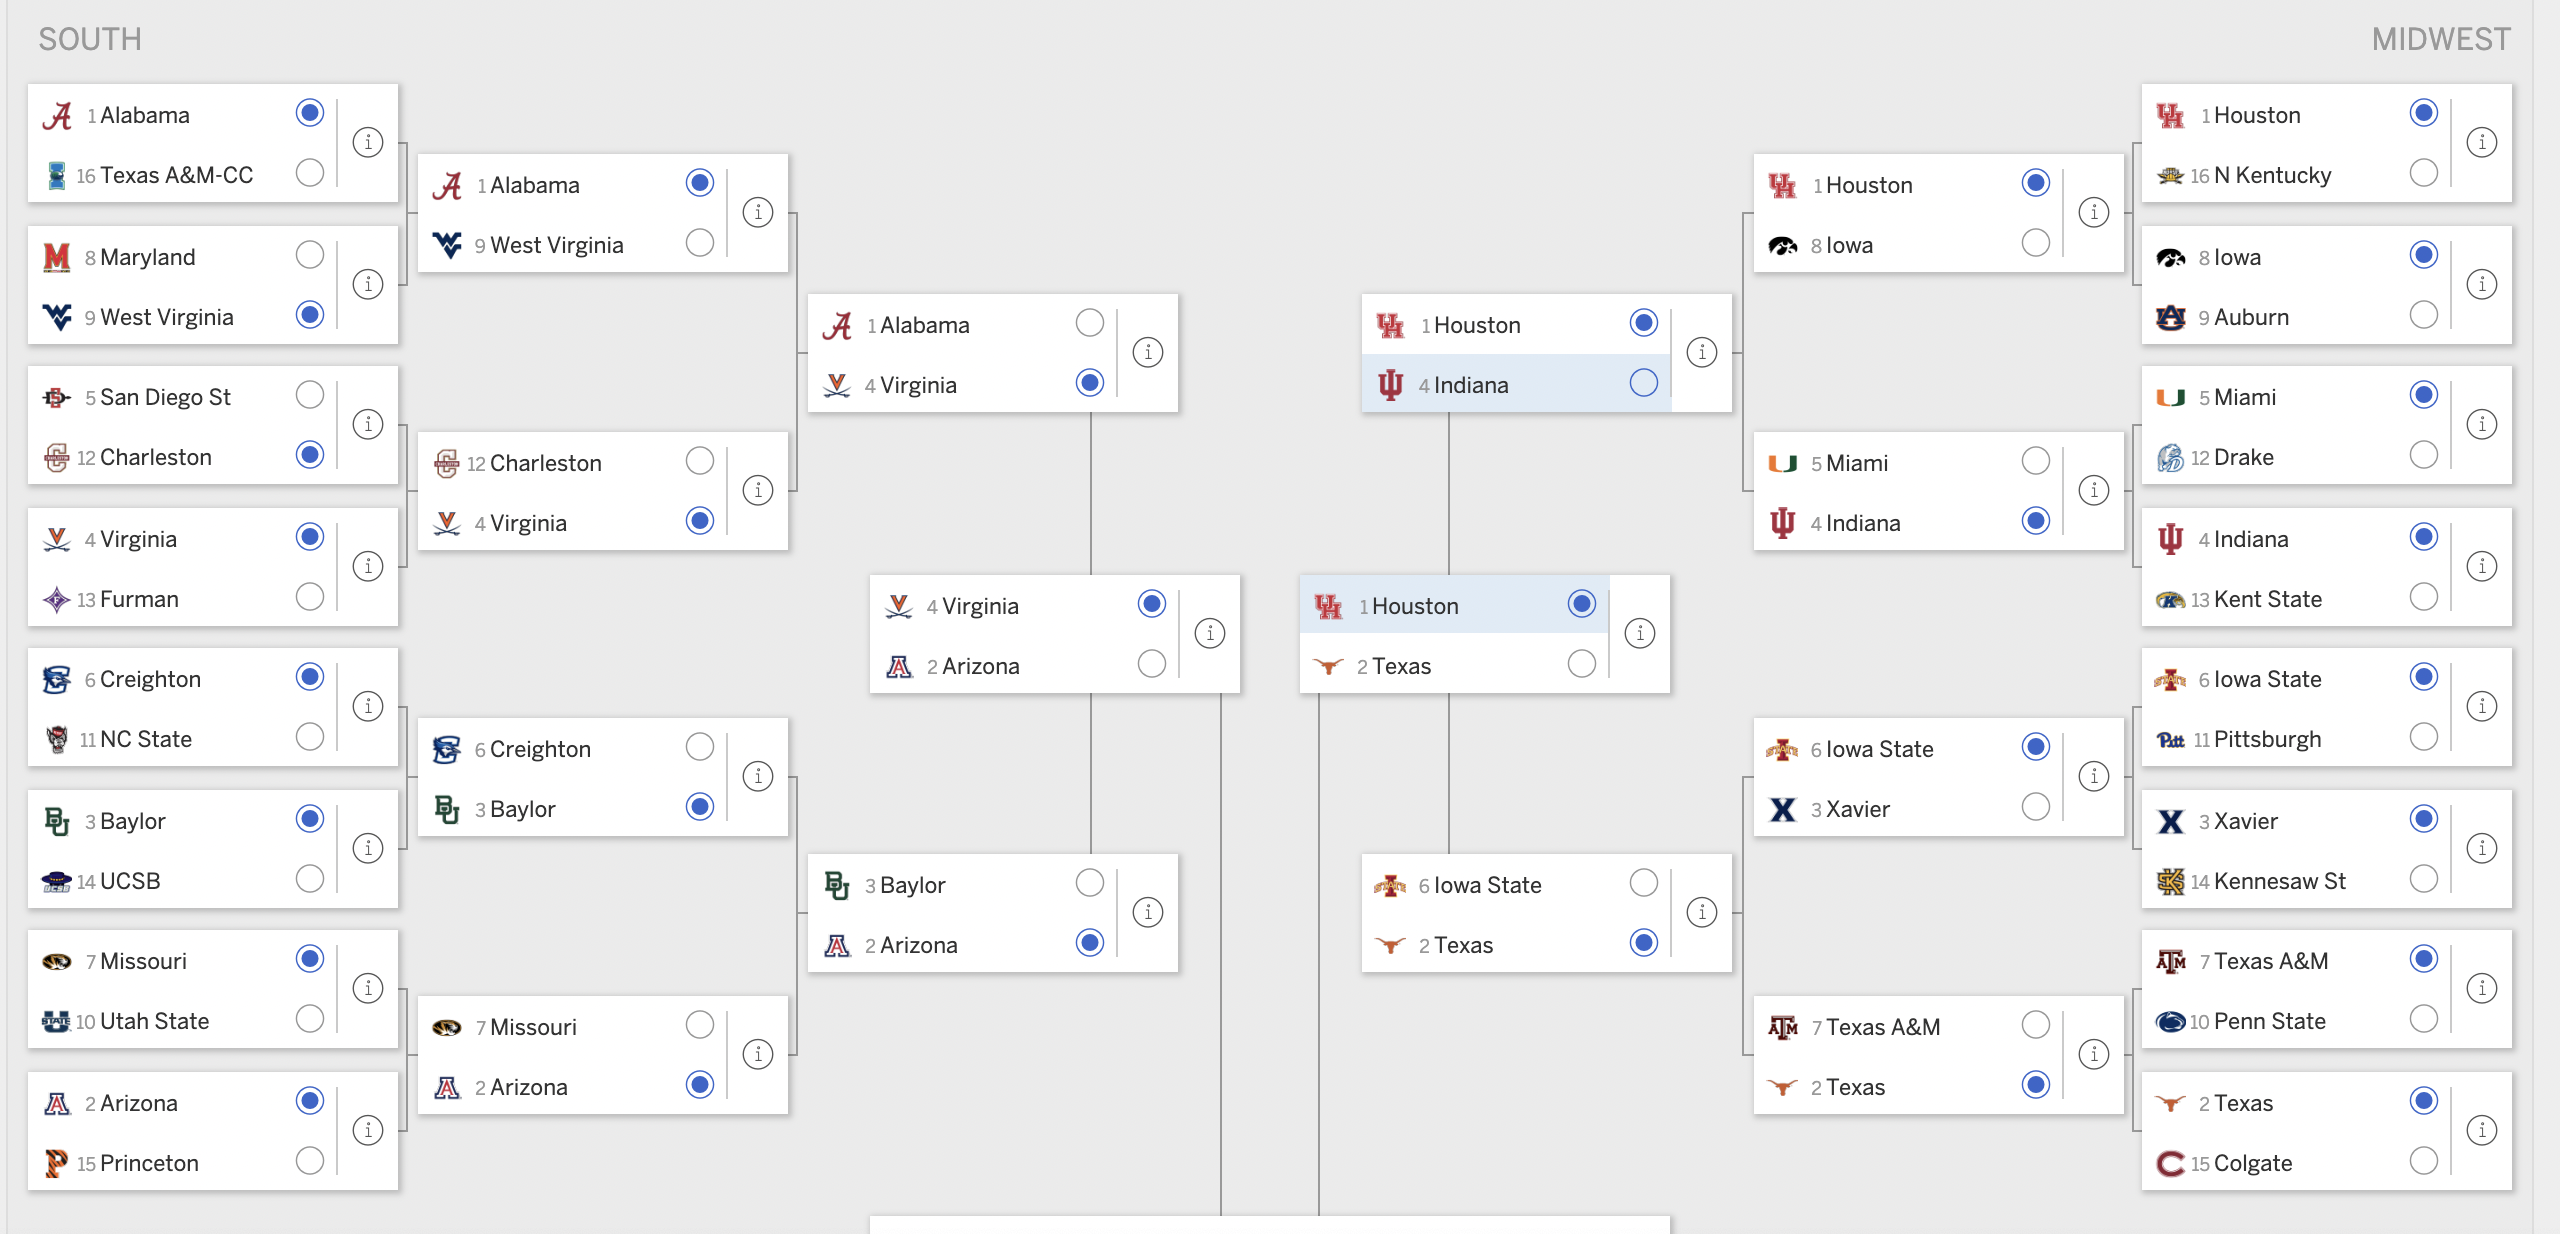 SOUTH
1 Alabama
16 Texas A&M-CC
8 Maryland
9 West Virginia
5 San Diego St
12 Charleston
4 Virginia
13 Furman
6 Creighton
11 NC State
3 Baylor
14 UCSB
7 Missouri
10 Utah State
2 Arizona
15 Princeton
1 Alabama
9 West Virginia
12 Charleston
4 Virginia
6 Creighton
3 Baylor
7 Missouri
2 Arizona
1 Alabama
4 Virginia
3 Baylor
2 Arizona
4 Virginia
2 Arizona
MIDWEST
1 Houston
2 Texas
1 Houston
4 Indiana
6 Iowa State
2 Texas
1 Houston
8 Iowa
5 Miami
4 Indiana
6 Iowa State
3 Xavier
7 Texas A&M
2 Texas
1 Houston
16 N Kentucky
8 Iowa
9 Auburn
5 Miami
12 Drake
4 Indiana
13 Kent State
6 Iowa State
11 Pittsburgh
3 Xavier
14 Kennesaw St
7 Texas A&M
10 Penn State
2 Texas
15 Colgate